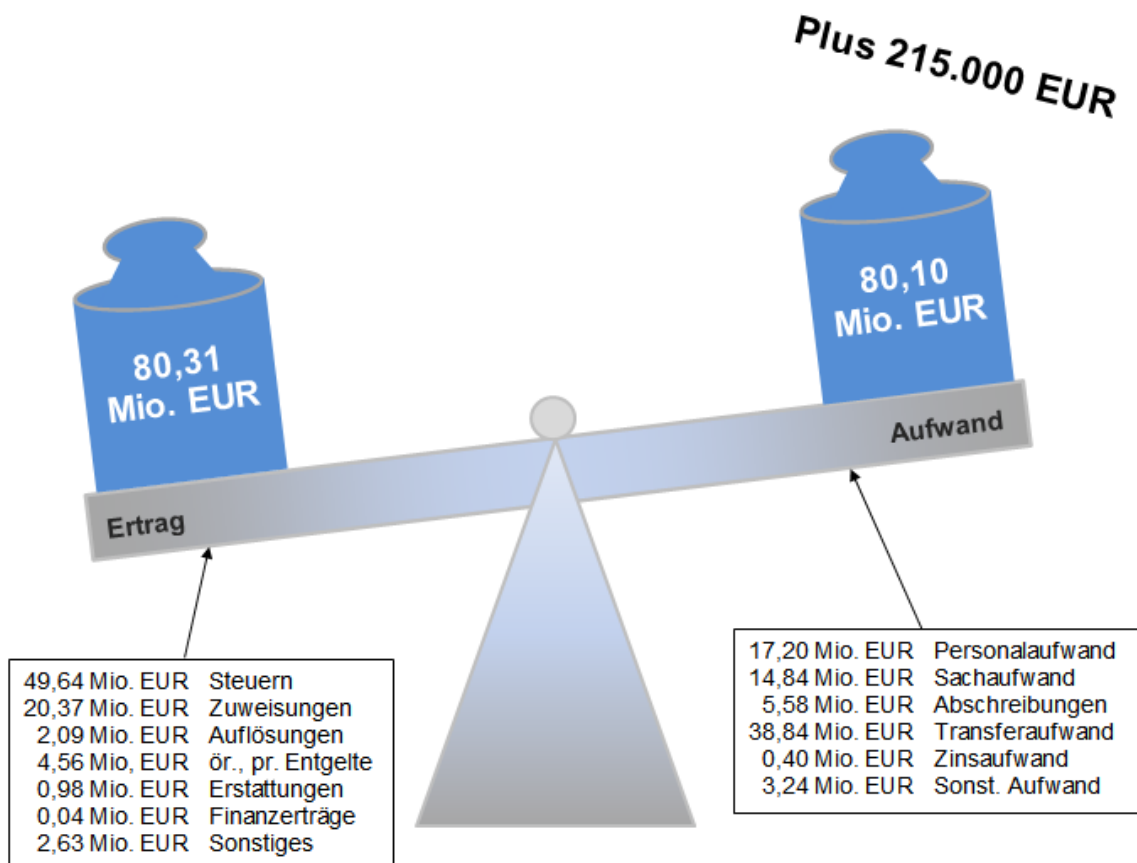 Plus 215.000 EUR
80,31
Mio. EUR
80,10
Mio. EUR
Ertrag
Aufwand
49,64 Mio. EUR Steuern
20,37 Mio. EUR Zuweisungen
2,09 Mio. EUR Auflösungen
4,56 Mio, EUR ör., pr. Entgelte
0,98 Mio. EUR Erstattungen
0,04 Mio. EUR Finanzerträge
2,63 Mio. EUR Sonstiges
17,20 Mio. EUR Personalaufwand
14,84 Mio. EUR Sachaufwand
5,58 Mio. EUR Abschreibungen
38,84 Mio. EUR Transferaufwand
0,40 Mio. EUR Zinsaufwand
3,24 Mio. EUR Sonst. Aufwand